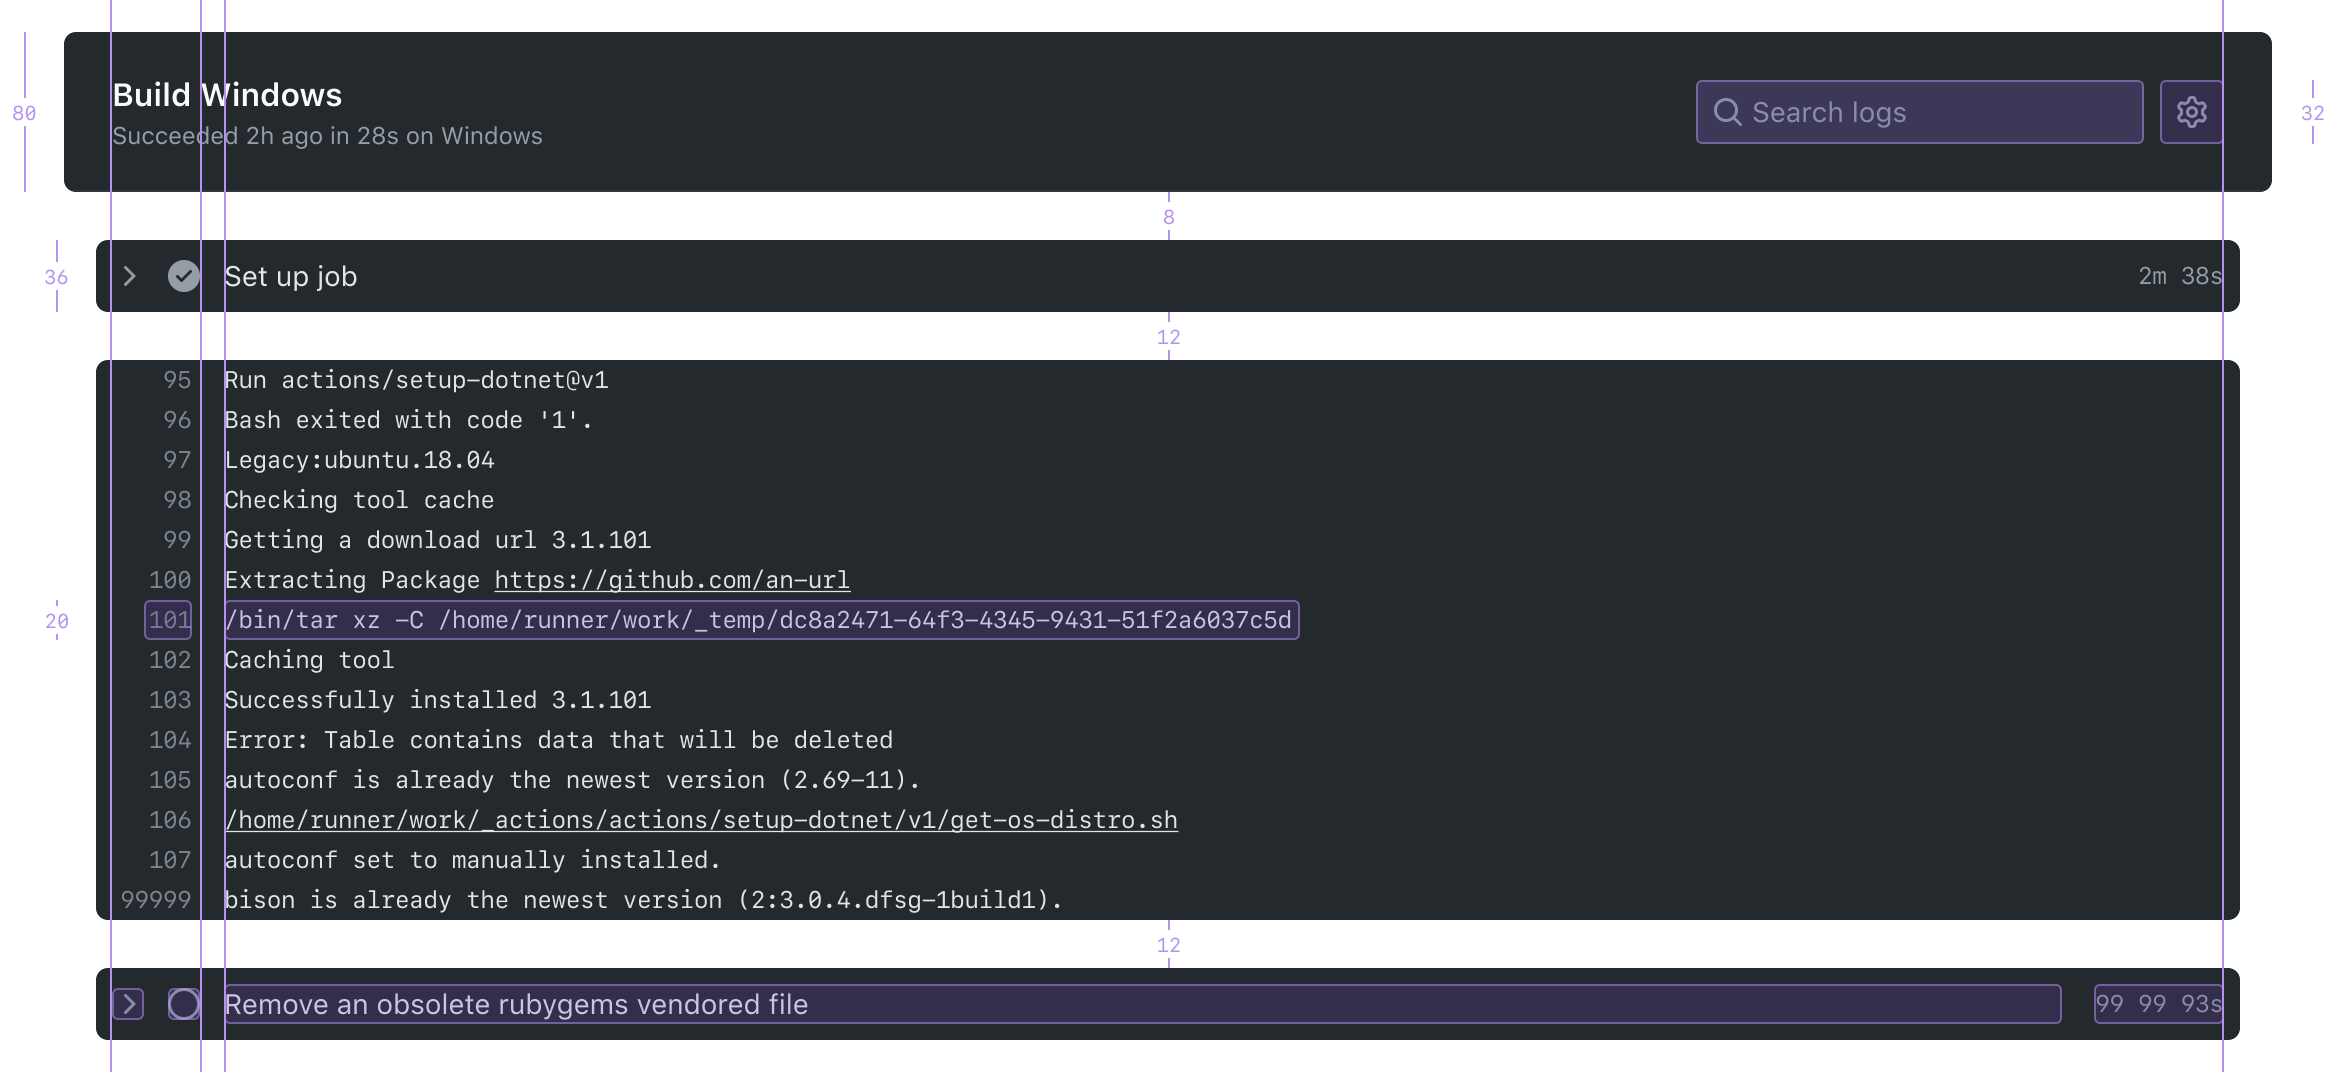 Build Windows
Succeeded 2h ago in 28s on Windows
Search logs
80
32
8
36
Set up job
2m 38s
12
95 Run actions/setup-dotnet@v1
96 Bash exited with code '1'.
97 Legacy:ubuntu.18.04
98 Checking tool cache
99 Getting a download url 3.1.101
100 Extracting Package https://github.com/an-url
20
101 /bin/tar xz -C /home/runner/work/_temp/dc8a2471-64f3-4345-9431-51f2a6037c5d
102 Caching tool
103 Successfully installed 3.1.101
104 Error: Table contains data that will be deleted
105 autoconf is already the newest version (2.69-11).
106 /home/runner/work/_actions/actions/setup-dotnet/v1/get-os-distro.sh
107 autoconf set to manually installed.
99999 bison is already the newest version (2:3.0.4.dfsg-1build1).
12
Remove an obsolete rubygems vendored file
99 99 93s